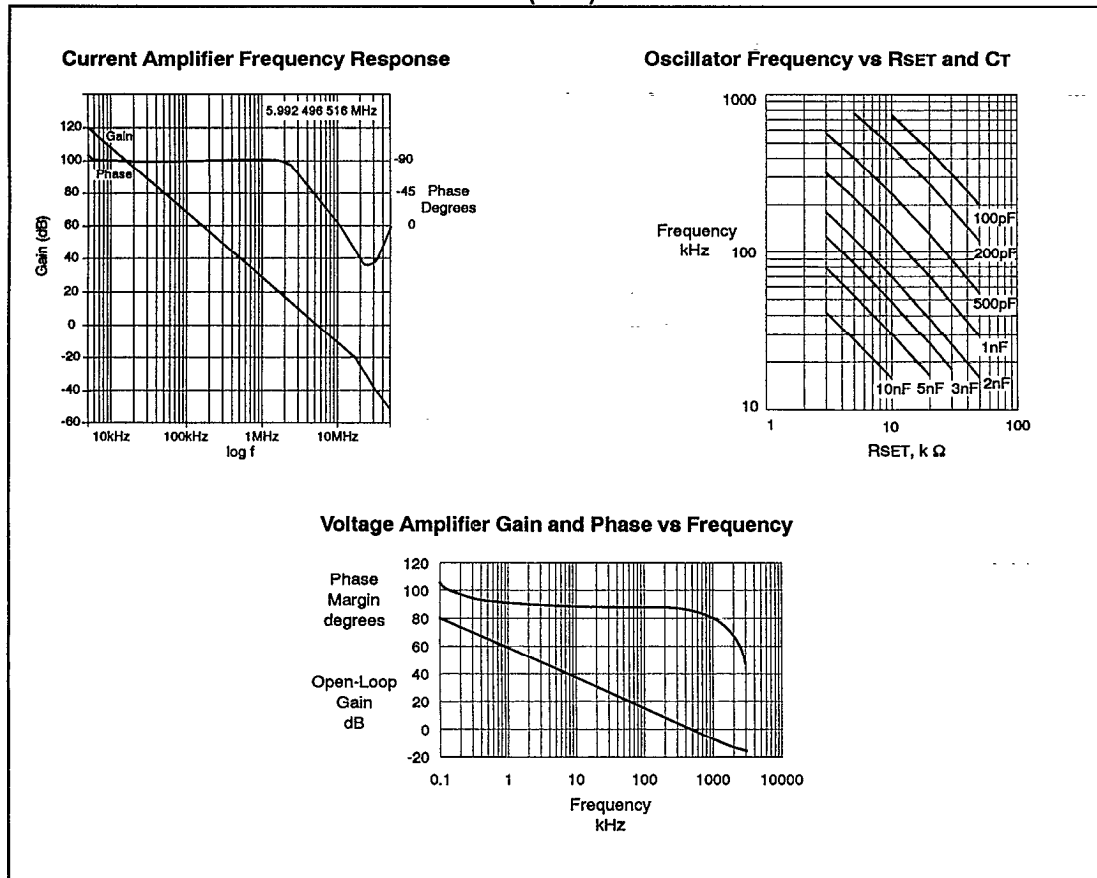 Current Amplifier Frequency Response
5.992 496 516 MHz
120
100
80
60
40
20
0
-20
-40
-60
Gain (dB)
Gain
Phase
-90
-45
0
Phase
Degrees
10kHz 100kHz 1MHz 10MHz
log f
Oscillator Frequency vs RSET and CT
1000
100
10
Frequency
kHz
100pF
200pF
500pF
1nF
10nF 5nF 3nF 2nF
1 10 100
RSET, k Ω
Voltage Amplifier Gain and Phase vs Frequency
120
100
80
60
40
20
0
-20
Phase
Margin
degrees
Open-Loop
Gain
dB
0.1 1 10 100 1000 10000
Frequency
kHz